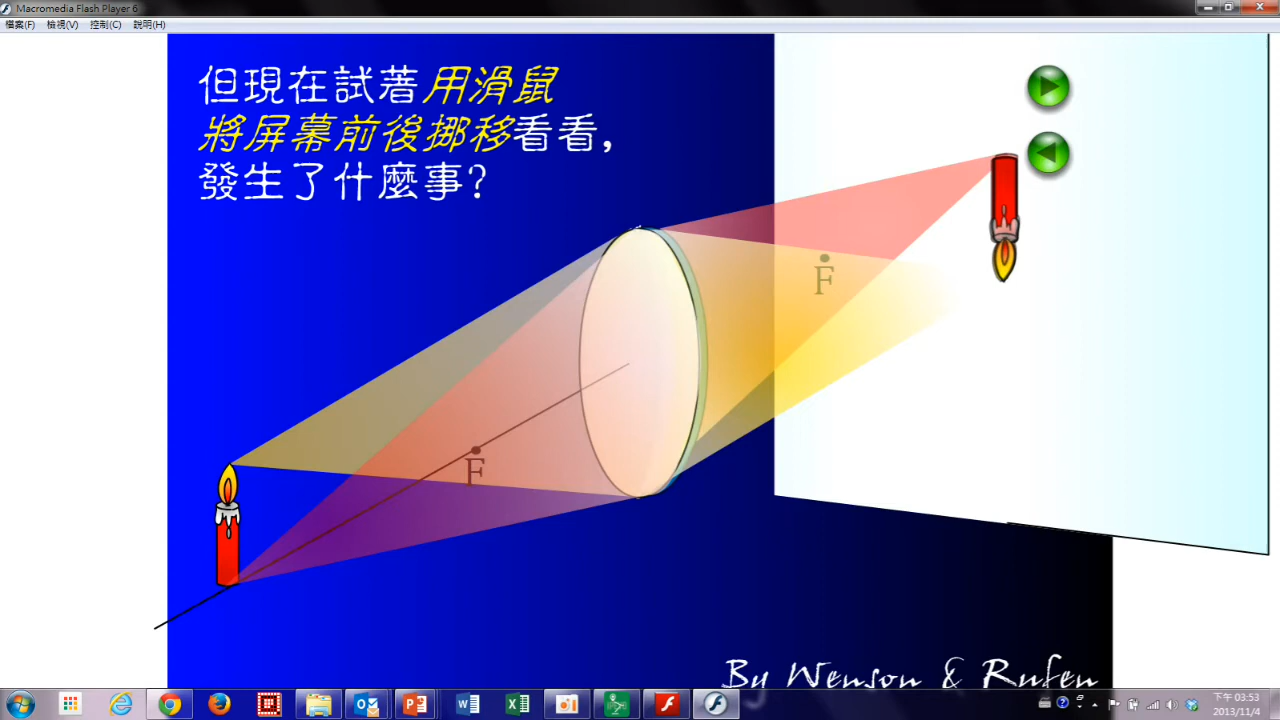 Macromedia Flash Player 6
檔案(F) 檢視(V) 控制(C) 說明(H)
但現在試著用滑鼠
將屏幕前後挪移看看,
發生了什麼事?
F
F
By Wenson & Rufen
下午 03:53
2013/11/4